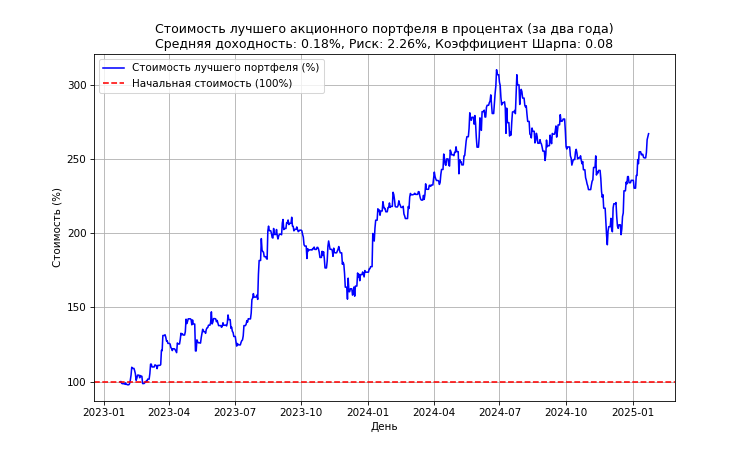 Стоимость лучшего акционного портфеля в процентах (за два года)
Средняя доходность: 0.18%, Риск: 2.26%, Коэффициент Шарпа: 0.08
Стоимость лучшего портфеля (%)
Начальная стоимость (100%)
Стоимость (%)
300
250
200
150
100
2023-01 2023-04 2023-07 2023-10 2024-01 2024-04 2024-07 2024-10 2025-01
День